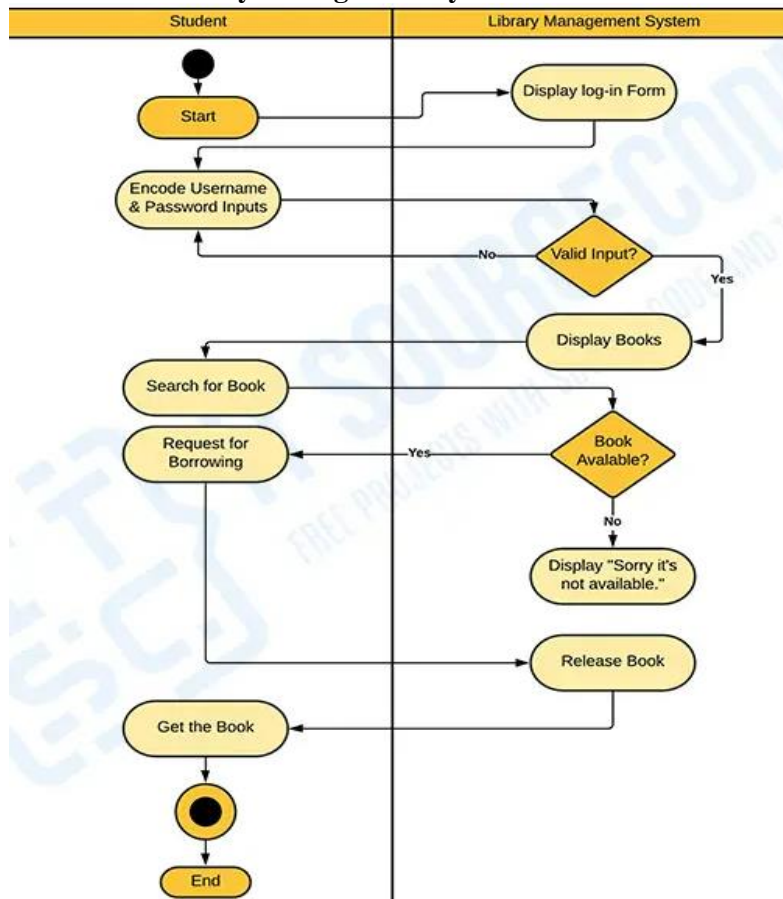 Student
Library Management System
Start
Display log-in Form
Encode Username
& Password Inputs
Valid Input?
No
Yes
Display Books
Search for Book
Request for
Borrowing
Yes
Book
Avalable?
No
Display "Sorry it's
not available."
Release Book
Get the Book
End